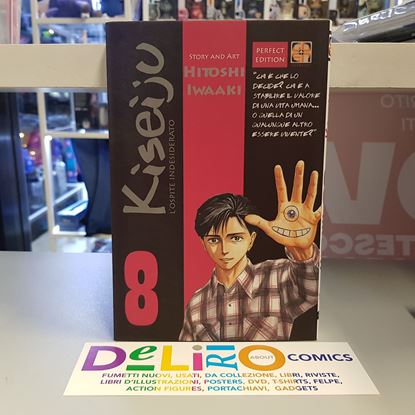 Kiseiju
L'OSPITE INDESIDERATO
STORY AND ART
HITOSHI
IWAAKI
PERFECT
EDITION
"CHI È CHE LO
DECIDE? CHI È A
STABILIRE IL VALORE
DI UNA VITA UMANA...
O QUELLA DI UN
QUALUNQUE ALTRO
ESSERE VIVENTE?"
8
DELIRIO ABOUT COMICS
FUMETTI NUOVI, USATI, DA COLLEZIONE, LIBRI, RIVISTE,
LIBRI D'ILLUSTRAZIONI, POSTERS, DVD, T-SHIRTS, FELPE,
ACTION FIGURES, PORTACHIAVI, GADGETS